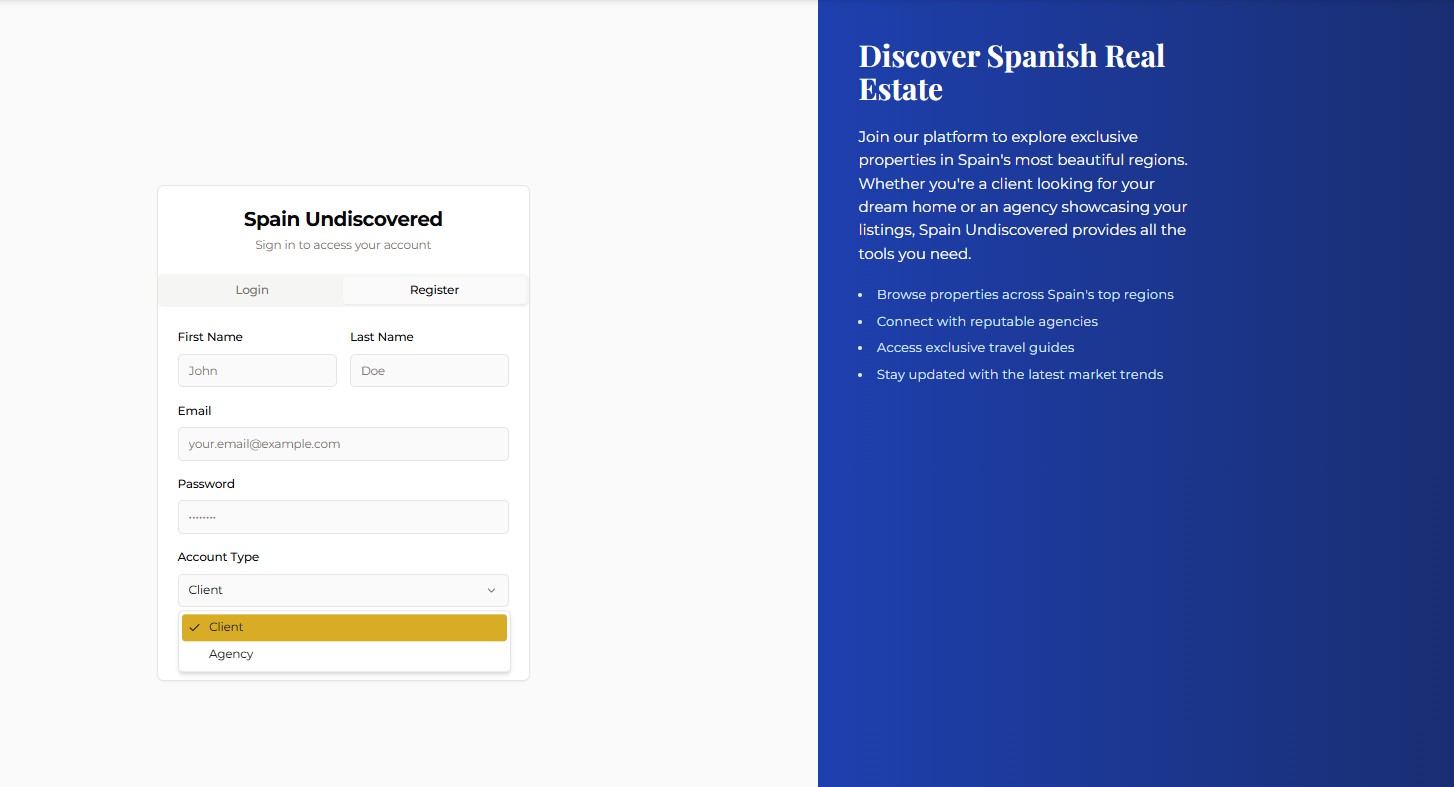 Spain Undiscovered
Sign in to access your account
Login
Register
First Name
Last Name
John
Doe
Email
your.email@example.com
Password
••••••••
Account Type
Client
Client
Agency
Discover Spanish Real
Estate
Join our platform to explore exclusive
properties in Spain's most beautiful regions.
Whether you're a client looking for your
dream home or an agency showcasing your
listings, Spain Undiscovered provides all the
tools you need.
• Browse properties across Spain's top regions
• Connect with reputable agencies
• Access exclusive travel guides
• Stay updated with the latest market trends